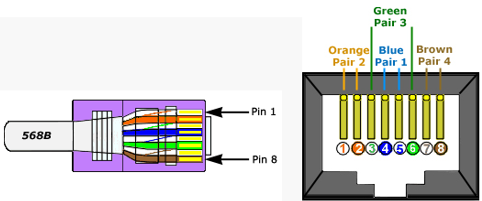 568B
Pin 1
Pin 8
Green
Pair 3
Orange Blue Brown
Pair 2 Pair 1 Pair 4
1 2 3 4 5 6 7 8